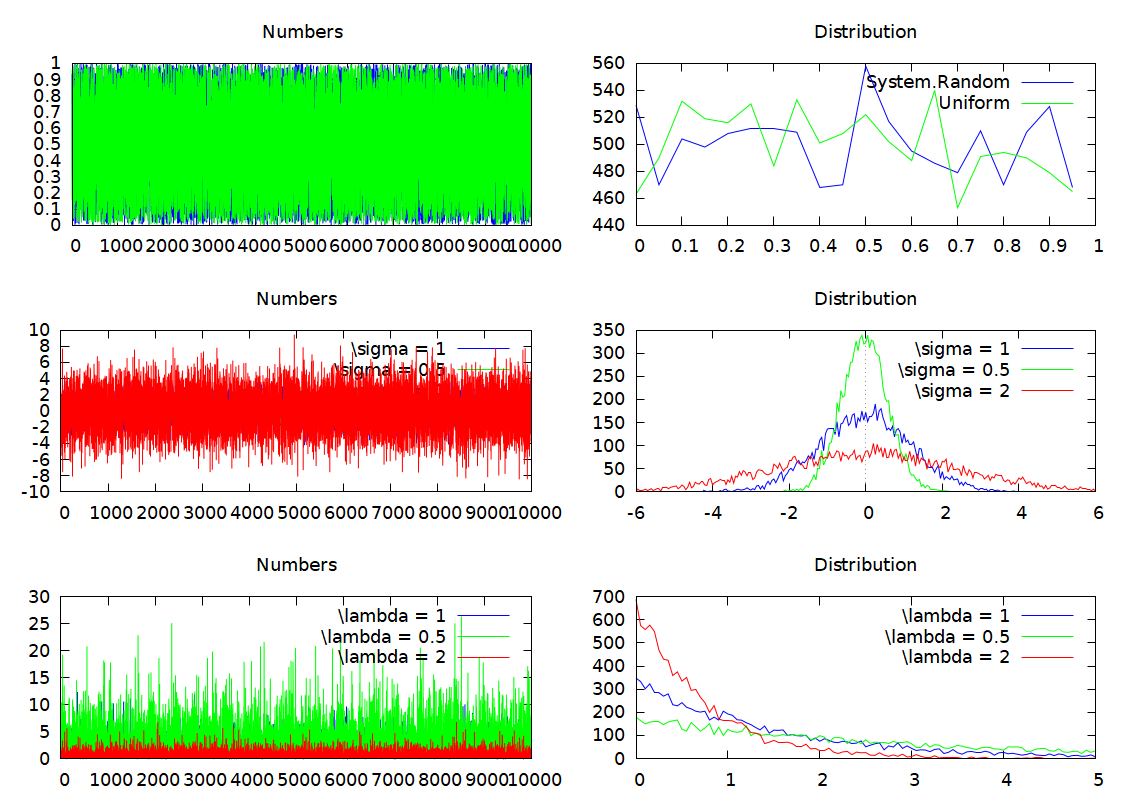 Numbers
1
0.9
0.8
0.7
0.6
0.5
0.4
0.3
0.2
0.1
0
0 1000 2000 3000 4000 5000 6000 7000 8000 9000 10000
Distribution
560
540
520
500
480
460
440
System.Random
Uniform
0 0.1 0.2 0.3 0.4 0.5 0.6 0.7 0.8 0.9 1
Numbers
10
8
6
4
2
0
-2
-4
-6
-8
-10
\sigma = 1
\sigma = 0.5
0 1000 2000 3000 4000 5000 6000 7000 8000 9000 10000
Distribution
350
300
250
200
150
100
50
0
\sigma = 1
\sigma = 0.5
\sigma = 2
-6 -4 -2 0 2 4 6
Numbers
30
25
20
15
10
5
0
\lambda = 1
\lambda = 0.5
\lambda = 2
0 1000 2000 3000 4000 5000 6000 7000 8000 9000 10000
Distribution
700
600
500
400
300
200
100
0
\lambda = 1
\lambda = 0.5
\lambda = 2
0 1 2 3 4 5